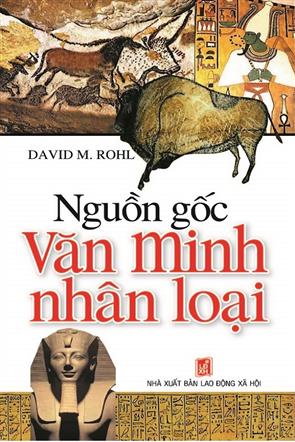 DAVID M. ROHL
Nguồn gốc
Văn minh
nhân loại
NHÀ XUẤT BẢN LAO ĐỘNG XÃ HỘI